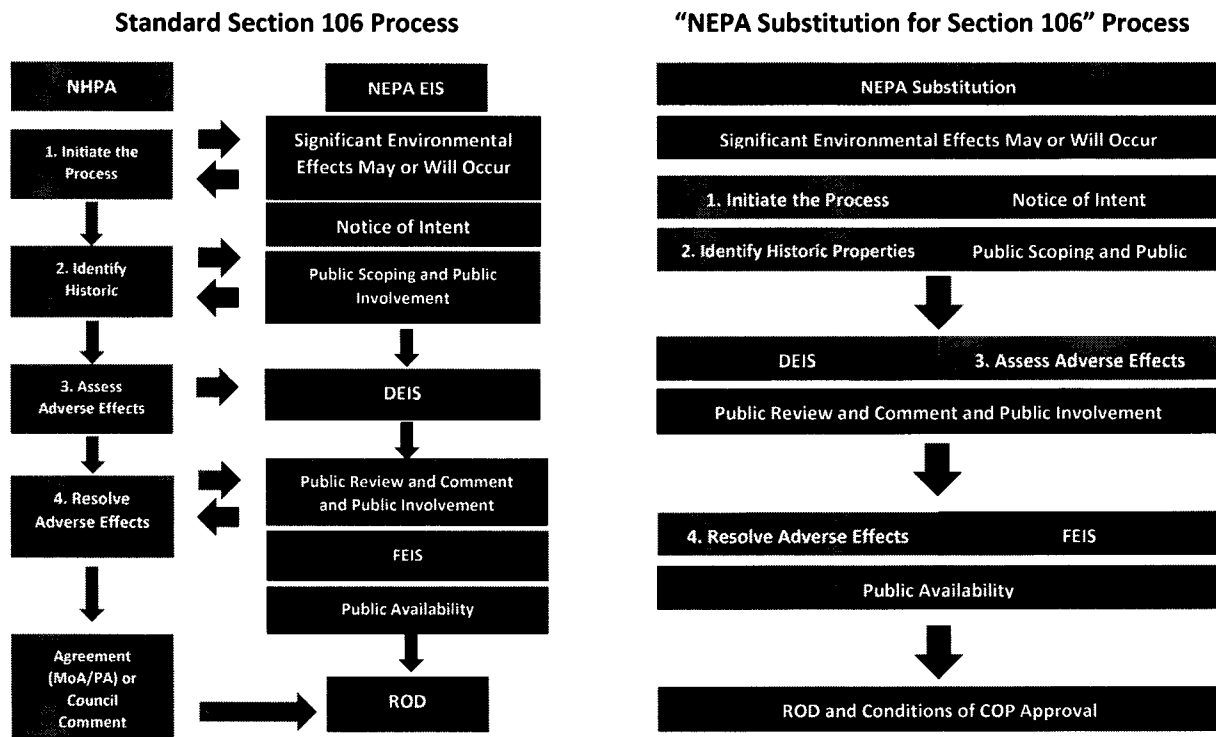 Standard Section 106 Process
NHPA
1. Initiate the
Process
2. Identify
Historic
3. Assess
Adverse Effects
4. Resolve
Adverse Effects
Agreement
(MoA/PA) or
Council
Comment
NEPA EIS
Significant Environmental
Effects May or Will Occur
Notice of Intent
Public Scoping and Public
Involvement
DEIS
Public Review and Comment
and Public Involvement
FEIS
Public Availability
ROD
“NEPA Substitution for Section 106” Process
NEPA Substitution
Significant Environmental Effects May or Will Occur
1. Initiate the Process Notice of Intent
2. Identify Historic Properties Public Scoping and Public
DEIS 3. Assess Adverse Effects
Public Review and Comment and Public Involvement
4. Resolve Adverse Effects FEIS
Public Availability
ROD and Conditions of COP Approval